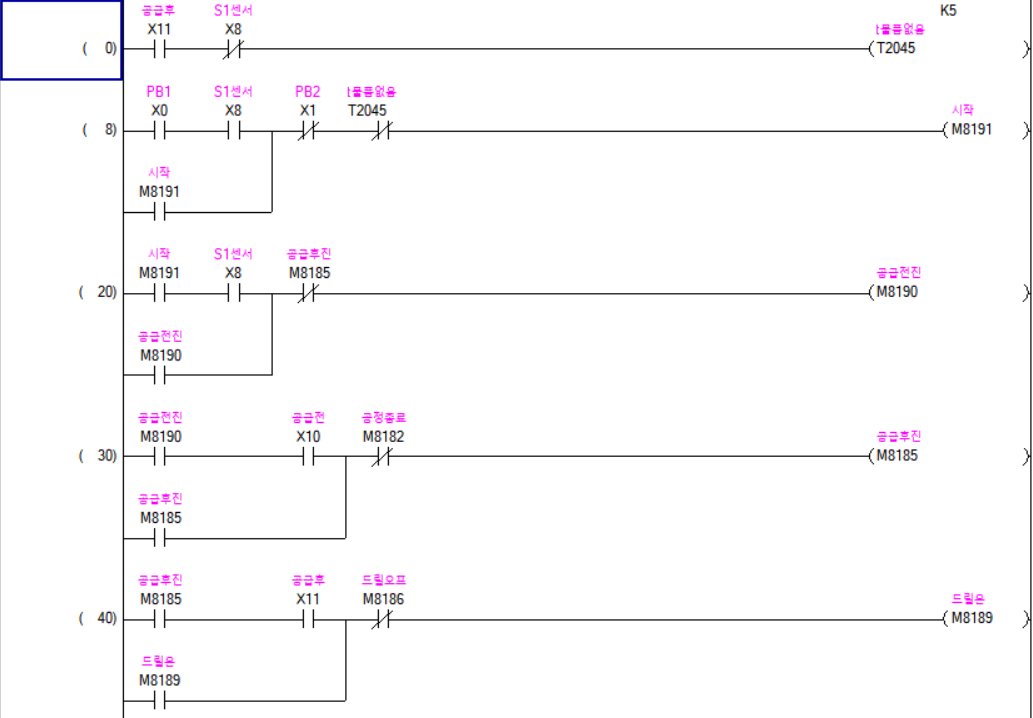 공급후 S1센서 K5
X11 X8 t물품없음
( 0) (T2045 )
PB1 S1센서 PB2 t물품없음
X0 X8 X1 T2045 시작
( 8) (M8191 )
시작
M8191
시작 S1센서 공급후진
M8191 X8 M8185 공급전진
( 20) (M8190 )
공급전진
M8190
공급전진 공급전 공정종료
M8190 X10 M8182 공급후진
( 30) (M8185 )
공급후진
M8185
공급후진 공급후 드릴오프
M8185 X11 M8186 드릴온
( 40) (M8189 )
드릴온
M8189